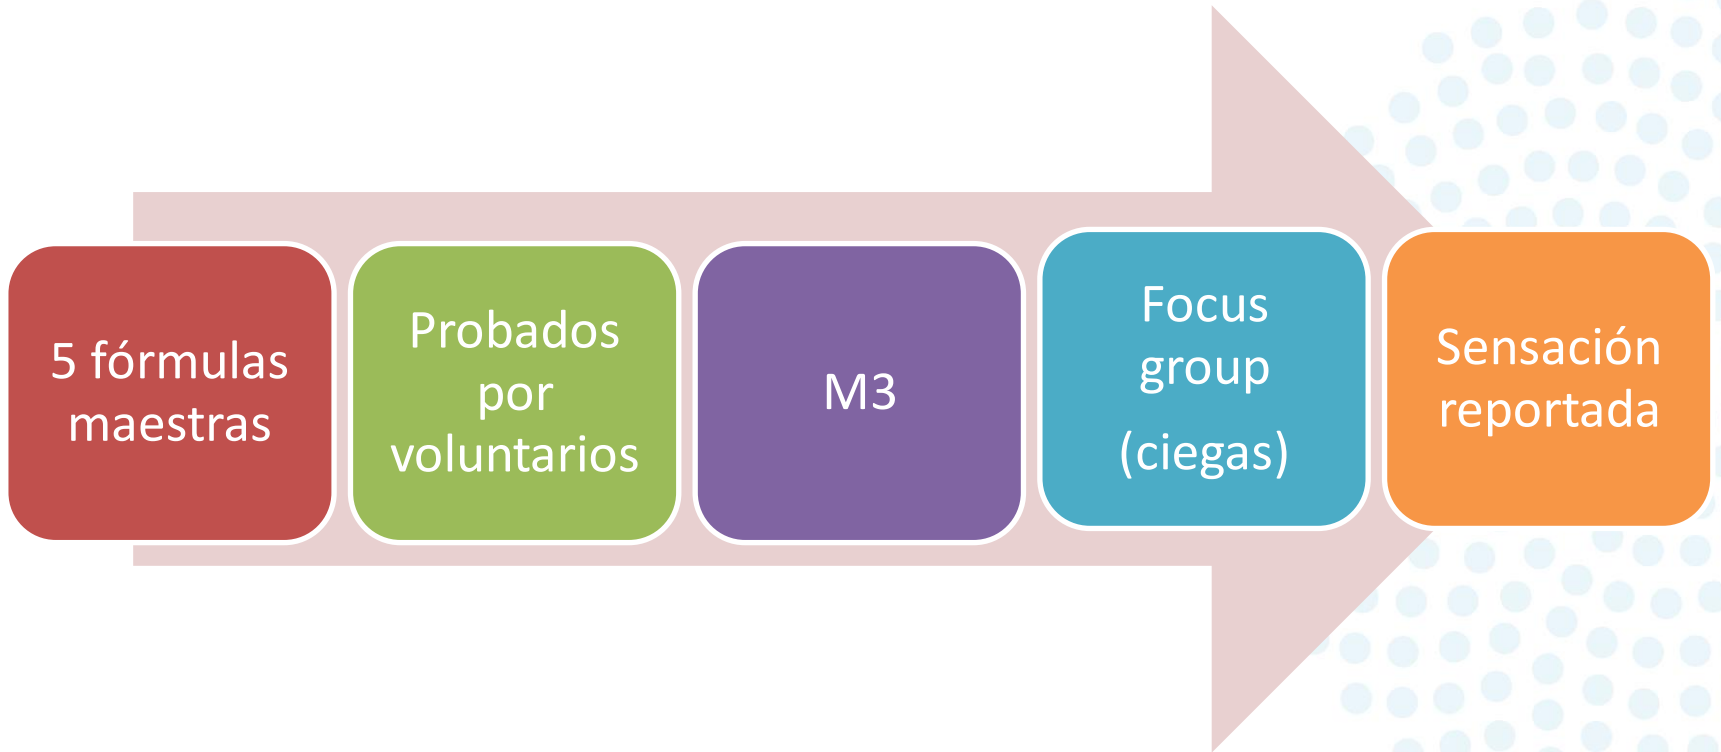 5 fórmulas
maestras
Probados
por
voluntarios
M3
Focus
group
(ciegas)
Sensación
reportada